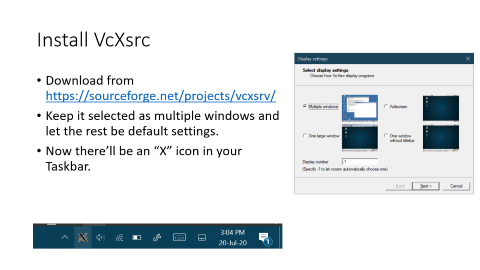 Install VcXsrc
• Download from
https://sourceforge.net/projects/vcxsrv/
• Keep it selected as multiple windows and
let the rest be default settings.
• Now there’ll be an “X” icon in your
Taskbar.
Display settings
Select display settings
Choose how VcXsrv display programs
Multiple windows
Fullscreen
One large window
One window
without titlebar
Display number
-1
(Specify -1 to let vcxsrv automatically choose one)
< Back
Next >
Cancel
3:04 PM
20-Jul-20
1